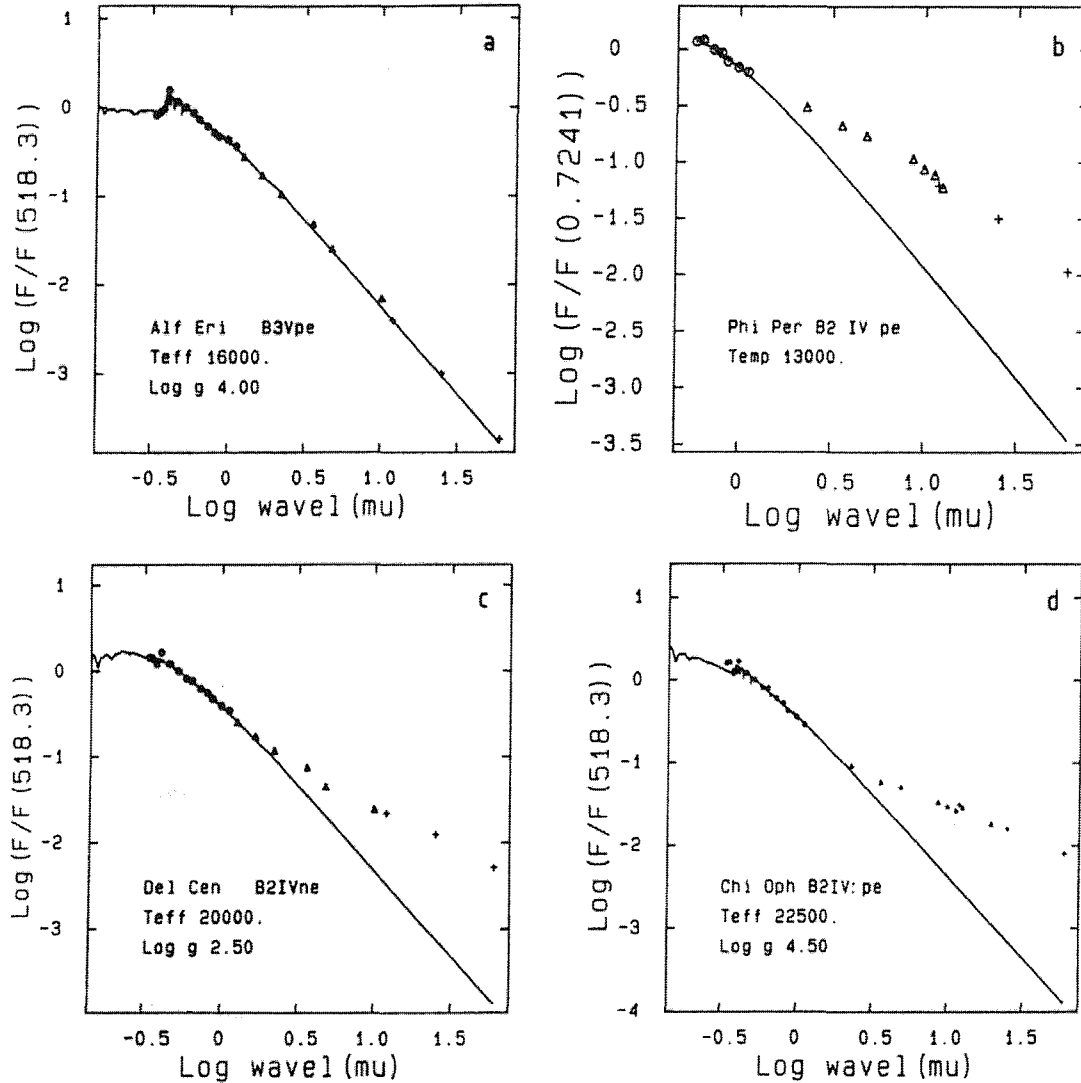 a
Log(F/F(518.3))
1
0
-1
-2
-3
Alf Eri B3Vpe
Teff 16000.
Log g 4.00
-0.5 0 0.5 1.0 1.5
Log wavel(mu)
b
Log(F/F(0.7241))
0
-0.5
-1.0
-1.5
-2.0
-2.5
-3.0
-3.5
Phi Per B2 IV pe
Temp 13000.
0 0.5 1.0 1.5
Log wavel(mu)
c
Log(F/F(518.3))
1
0
-1
-2
-3
Del Cen B2IVne
Teff 20000.
Log g 2.50
-0.5 0 0.5 1.0 1.5
Log wavel(mu)
d
Log(F/F(518.3))
1
0
-1
-2
-3
-4
Chi Oph B2IV:pe
Teff 22500.
Log g 4.50
-0.5 0 0.5 1.0 1.5
Log wavel(mu)